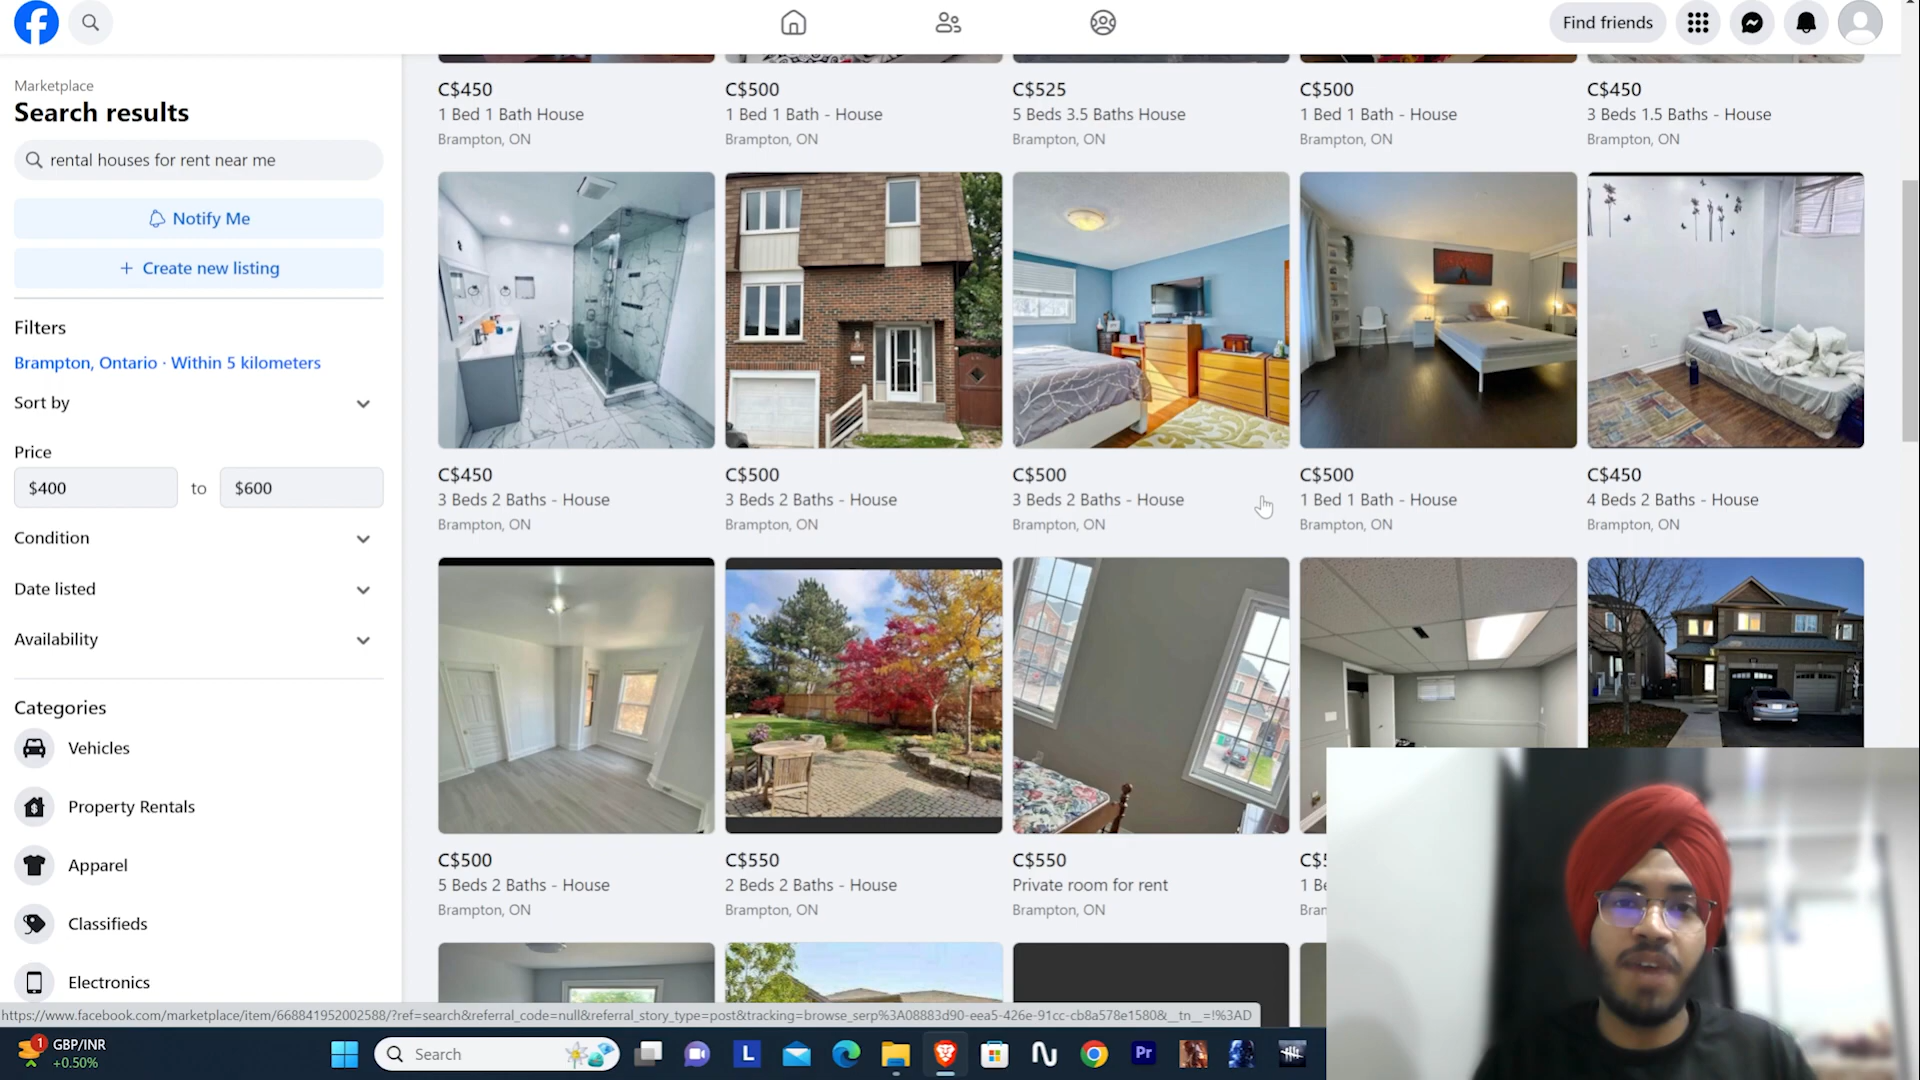 Find friends
Marketplace
Search results
rental houses for rent near me
Notify Me
+ Create new listing
Filters
Brampton, Ontario · Within 5 kilometers
Sort by
Price
$400 to $600
Condition
Date listed
Availability
Categories
Vehicles
Property Rentals
Apparel
Classifieds
Electronics
C$450
1 Bed 1 Bath House
Brampton, ON
C$500
1 Bed 1 Bath - House
Brampton, ON
C$525
5 Beds 3.5 Baths House
Brampton, ON
C$500
1 Bed 1 Bath - House
Brampton, ON
C$450
3 Beds 1.5 Baths - House
Brampton, ON
C$450
3 Beds 2 Baths - House
Brampton, ON
C$500
3 Beds 2 Baths - House
Brampton, ON
C$500
3 Beds 2 Baths - House
Brampton, ON
C$500
1 Bed 1 Bath - House
Brampton, ON
C$450
4 Beds 2 Baths - House
Brampton, ON
C$500
5 Beds 2 Baths - House
Brampton, ON
C$550
2 Beds 2 Baths - House
Brampton, ON
C$550
Private room for rent
Brampton, ON
C$5
1 Be
Bran
https://www.facebook.com/marketplace/item/668841952002588/?ref=search&referral_code=null&referral_story_type=post&tracking=browse_serp%3A08883d90-eea5-426e-91cc-cb8a578e1580&__tn__=!%3AD
1
GBP/INR
+0.50%
Search
L
Pr